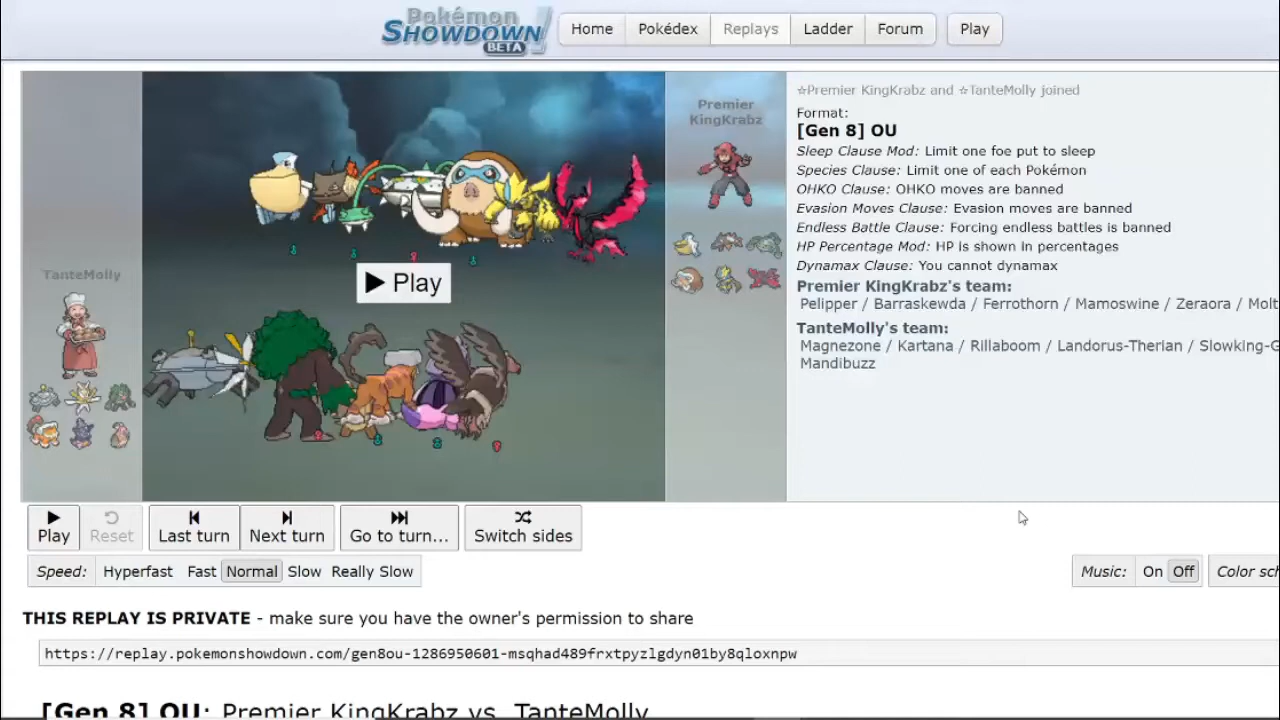 Pokémon
SHOWDOWN!
BETA
Home Pokédex Replays Ladder Forum Play
Premier
KingKrabz
TanteMolly
Play
☆Premier KingKrabz and ☆TanteMolly joined
Format:
[Gen 8] OU
Sleep Clause Mod: Limit one foe put to sleep
Species Clause: Limit one of each Pokémon
OHKO Clause: OHKO moves are banned
Evasion Moves Clause: Evasion moves are banned
Endless Battle Clause: Forcing endless battles is banned
HP Percentage Mod: HP is shown in percentages
Dynamax Clause: You cannot dynamax
Premier KingKrabz's team:
Pelipper / Barraskewda / Ferrothorn / Mamoswine / Zeraora / Molt
TanteMolly's team:
Magnezone / Kartana / Rillaboom / Landorus-Therian / Slowking-G
Mandibuzz
Play Reset Last turn Next turn Go to turn... Switch sides
Speed: Hyperfast Fast Normal Slow Really Slow Music: On Off Color sch
THIS REPLAY IS PRIVATE - make sure you have the owner's permission to share
https://replay.pokemonshowdown.com/gen8ou-1286950601-msqhad489frxtpyzlgdyn01by8qloxnpw
[Gen 8] OU: Premier KingKrabz vs. TanteMolly